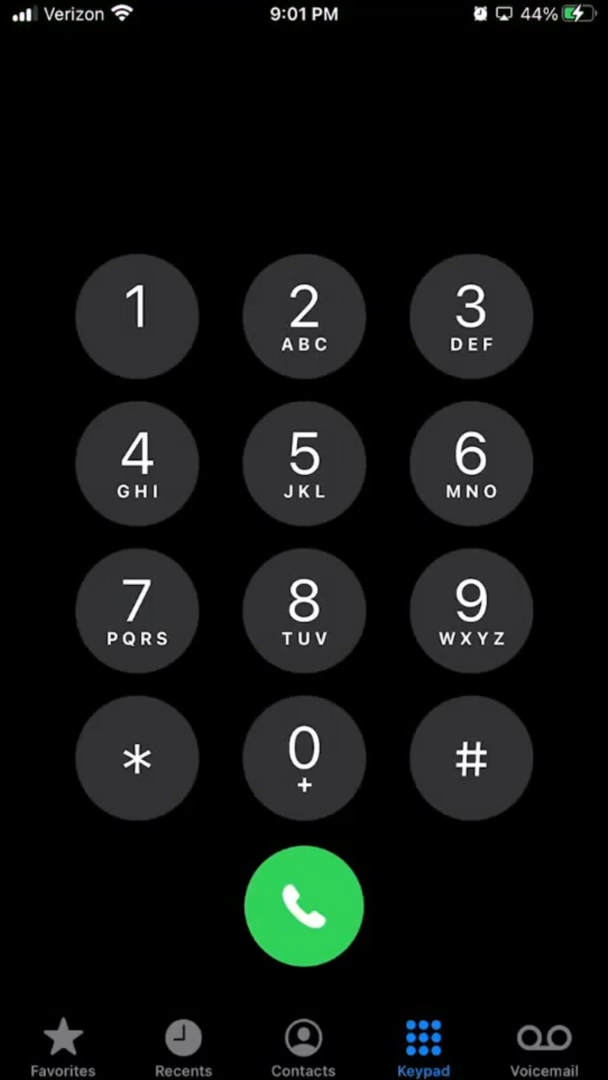 Verizon 9:01 PM 44%
1 2 3
ABC DEF
4 5 6
GHI JKL MNO
7 8 9
PQRS TUV WXYZ
* 0 #
+
Favorites Recents Contacts Keypad Voicemail